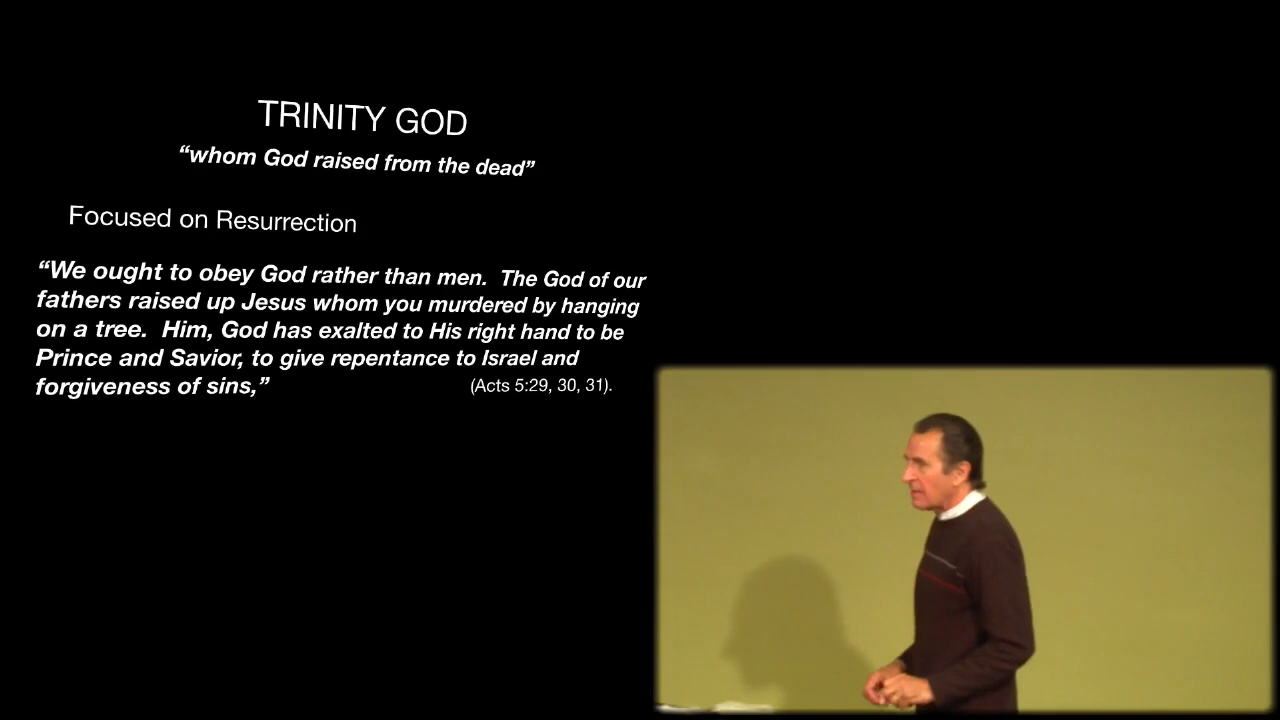 TRINITY GOD
“whom God raised from the dead”
Focused on Resurrection
“We ought to obey God rather than men.  The God of our
fathers raised up Jesus whom you murdered by hanging
on a tree.  Him, God has exalted to His right hand to be
Prince and Savior, to give repentance to Israel and
forgiveness of sins,” (Acts 5:29, 30, 31).